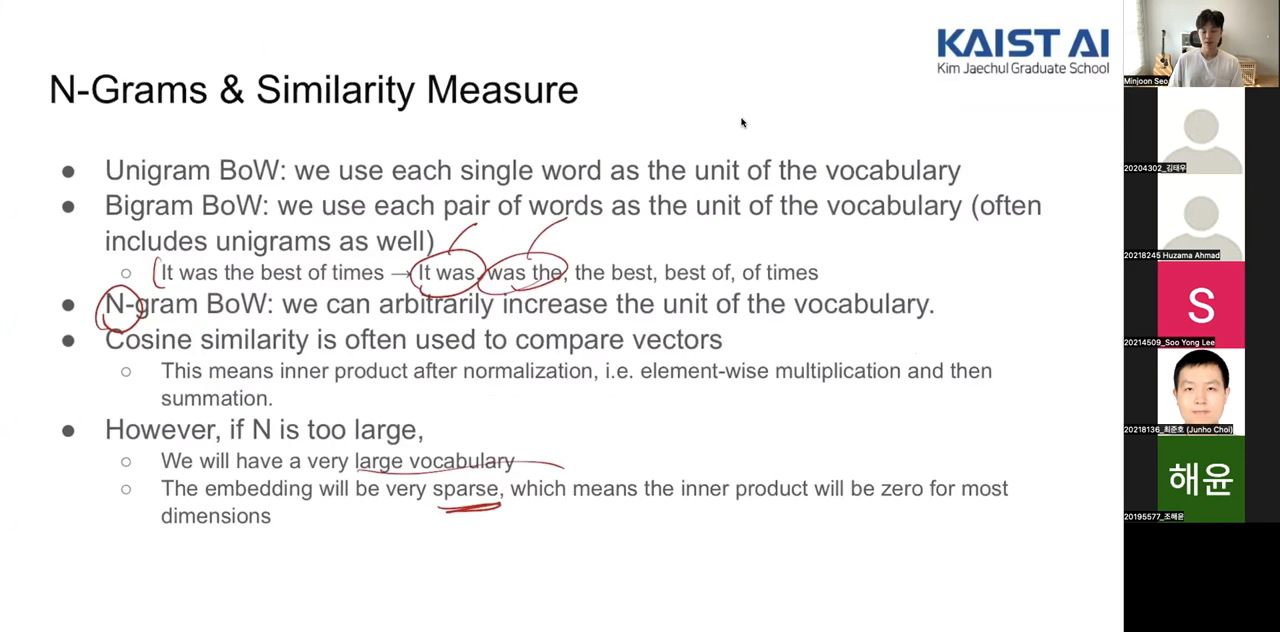 KAIST AI
Kim Jaechul Graduate School
N-Grams & Similarity Measure
● Unigram BoW: we use each single word as the unit of the vocabulary
● Bigram BoW: we use each pair of words as the unit of the vocabulary (often
includes unigrams as well)
○ It was the best of times → It was, was the, the best, best of, of times
● N-gram BoW: we can arbitrarily increase the unit of the vocabulary.
● Cosine similarity is often used to compare vectors
○ This means inner product after normalization, i.e. element-wise multiplication and then
summation.
● However, if N is too large,
○ We will have a very large vocabulary
○ The embedding will be very sparse, which means the inner product will be zero for most
dimensions
Minjoon Seo
20204302_김태우
20218245 Huzama Ahmad
S
20214509_Soo Yong Lee
20218136_최준호 (Junho Choi)
해윤
20195577_조해윤